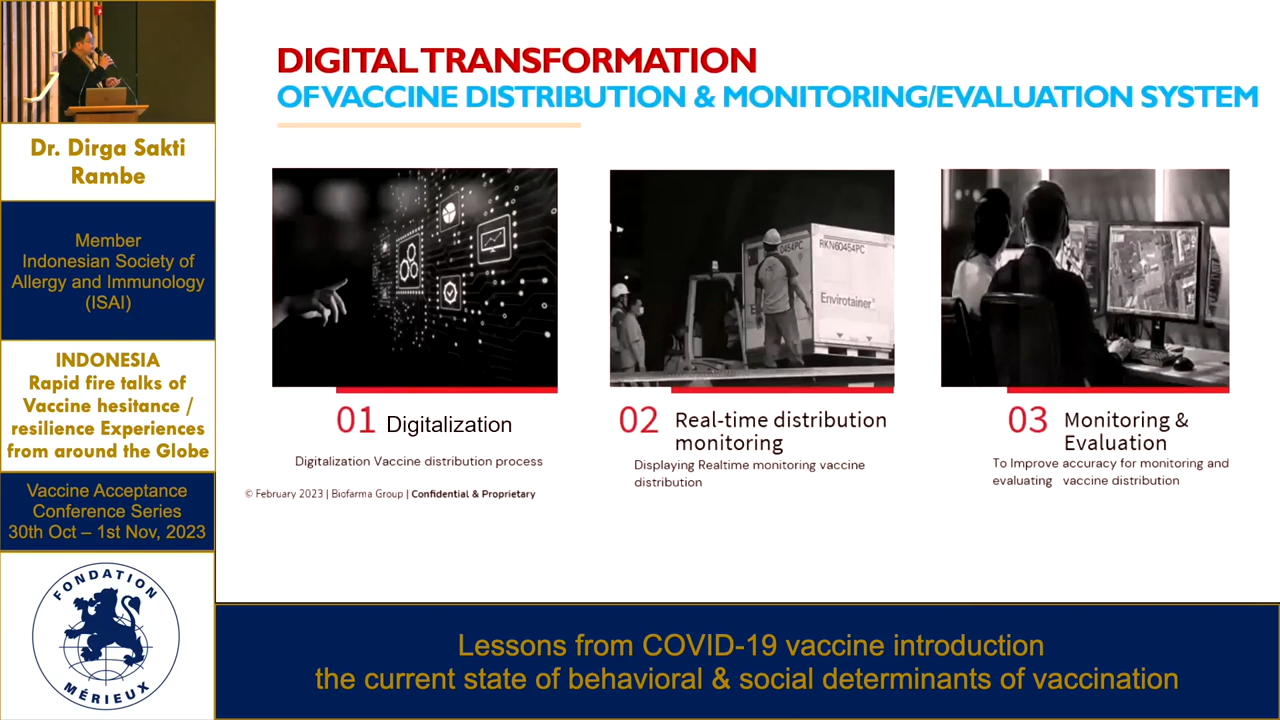 Dr. Dirga Sakti
Rambe
Member
Indonesian Society of
Allergy and Immunology
(ISAI)
INDONESIA
Rapid fire talks of
Vaccine hesitance /
resilience Experiences
from around the Globe
Vaccine Acceptance
Conference Series
30th Oct – 1st Nov, 2023
FONDATION
MÉRIEUX
DIGITAL TRANSFORMATION
OF VACCINE DISTRIBUTION & MONITORING/EVALUATION SYSTEM
0454PC
RKN60454PC
Envirotainer
01 Digitalization
Digitalization Vaccine distribution process
02 Real-time distribution
monitoring
Displaying Realtime monitoring vaccine
distribution
03 Monitoring &
Evaluation
To Improve accuracy for monitoring and
evaluating vaccine distribution
© February 2023 | Biofarma Group | Confidential & Proprietary
Lessons from COVID-19 vaccine introduction
the current state of behavioral & social determinants of vaccination